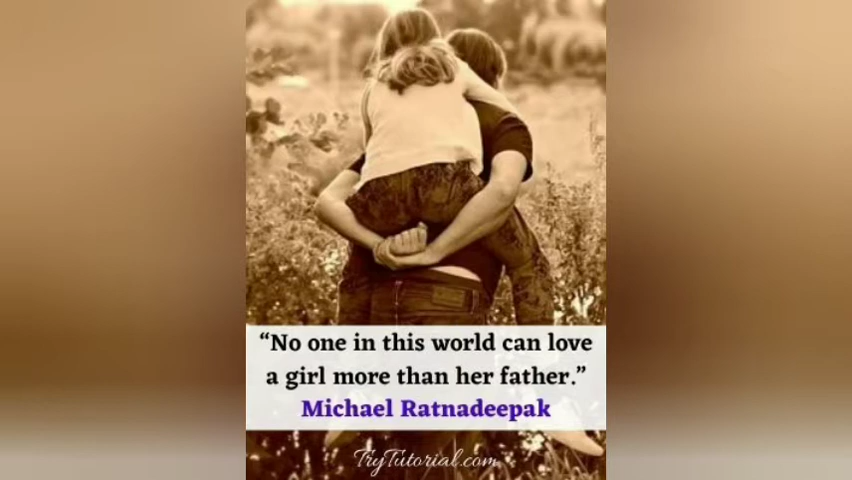 “No one in this world can love
a girl more than her father.”
Michael Ratnadeepak
TryTutorial.com